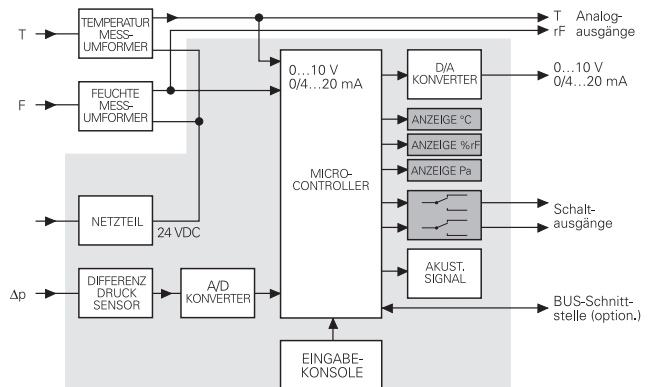 T
TEMPERATUR
MESS-
UMFORMER
T Analog-
rF ausgänge
F
FEUCHTE
MESS-
UMFORMER
0...10 V
0/4...20 mA
D/A
KONVERTER
0...10 V
0/4...20 mA
ANZEIGE °C
ANZEIGE %rF
ANZEIGE Pa
MICRO-
CONTROLLER
NETZTEIL
24 VDC
Schalt-
ausgänge
Δp
DIFFERENZ
DRUCK
SENSOR
A/D
KONVERTER
AKUST.
SIGNAL
BUS-Schnitt-
stelle (option.)
EINGABE-
KONSOLE